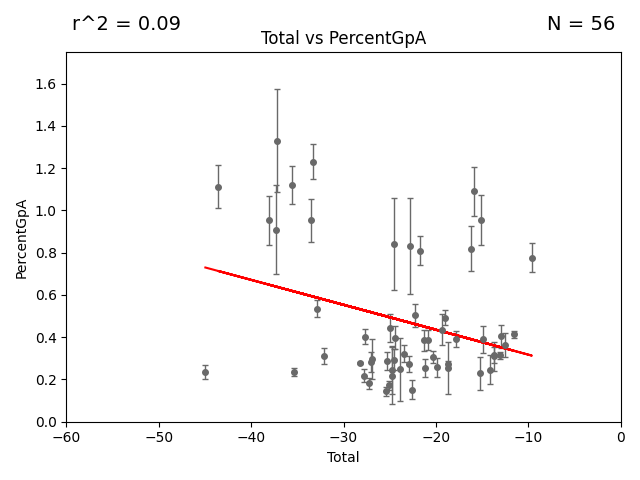 r^2 = 0.09 N = 56
Total vs PercentGpA
PercentGpA
1.6
1.4
1.2
1.0
0.8
0.6
0.4
0.2
0.0
−60 −50 −40 −30 −20 −10 0
Total